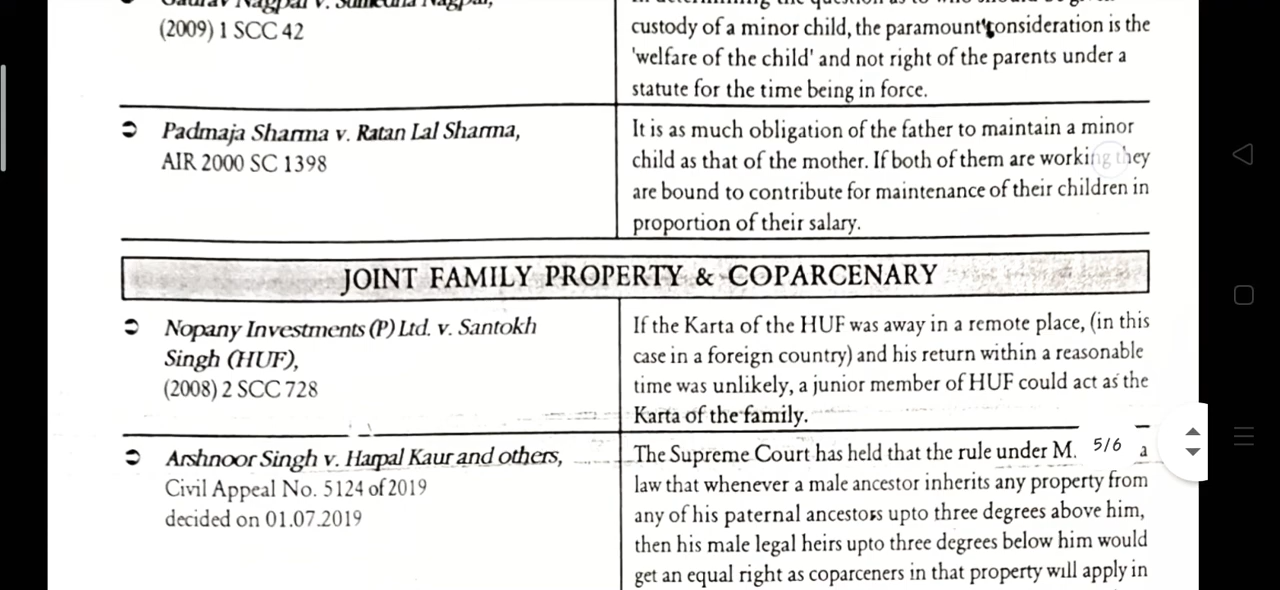 (2009) 1 SCC 42
custody of a minor child, the paramount consideration is the
'welfare of the child' and not right of the parents under a
statute for the time being in force.
Padmaja Sharma v. Ratan Lal Sharma,
AIR 2000 SC 1398
It is as much obligation of the father to maintain a minor
child as that of the mother. If both of them are working they
are bound to contribute for maintenance of their children in
proportion of their salary.
JOINT FAMILY PROPERTY & COPARCENARY
Nopany Investments (P) Ltd. v. Santokh
Singh (HUF),
(2008) 2 SCC 728
If the Karta of the HUF was away in a remote place, (in this
case in a foreign country) and his return within a reasonable
time was unlikely, a junior member of HUF could act as the
Karta of the family.
Arshnoor Singh v. Harpal Kaur and others,
Civil Appeal No. 5124 of 2019
decided on 01.07.2019
The Supreme Court has held that the rule under M. a
law that whenever a male ancestor inherits any property from
any of his paternal ancestors upto three degrees above him,
then his male legal heirs upto three degrees below him would
get an equal right as coparceners in that property will apply in
5/6